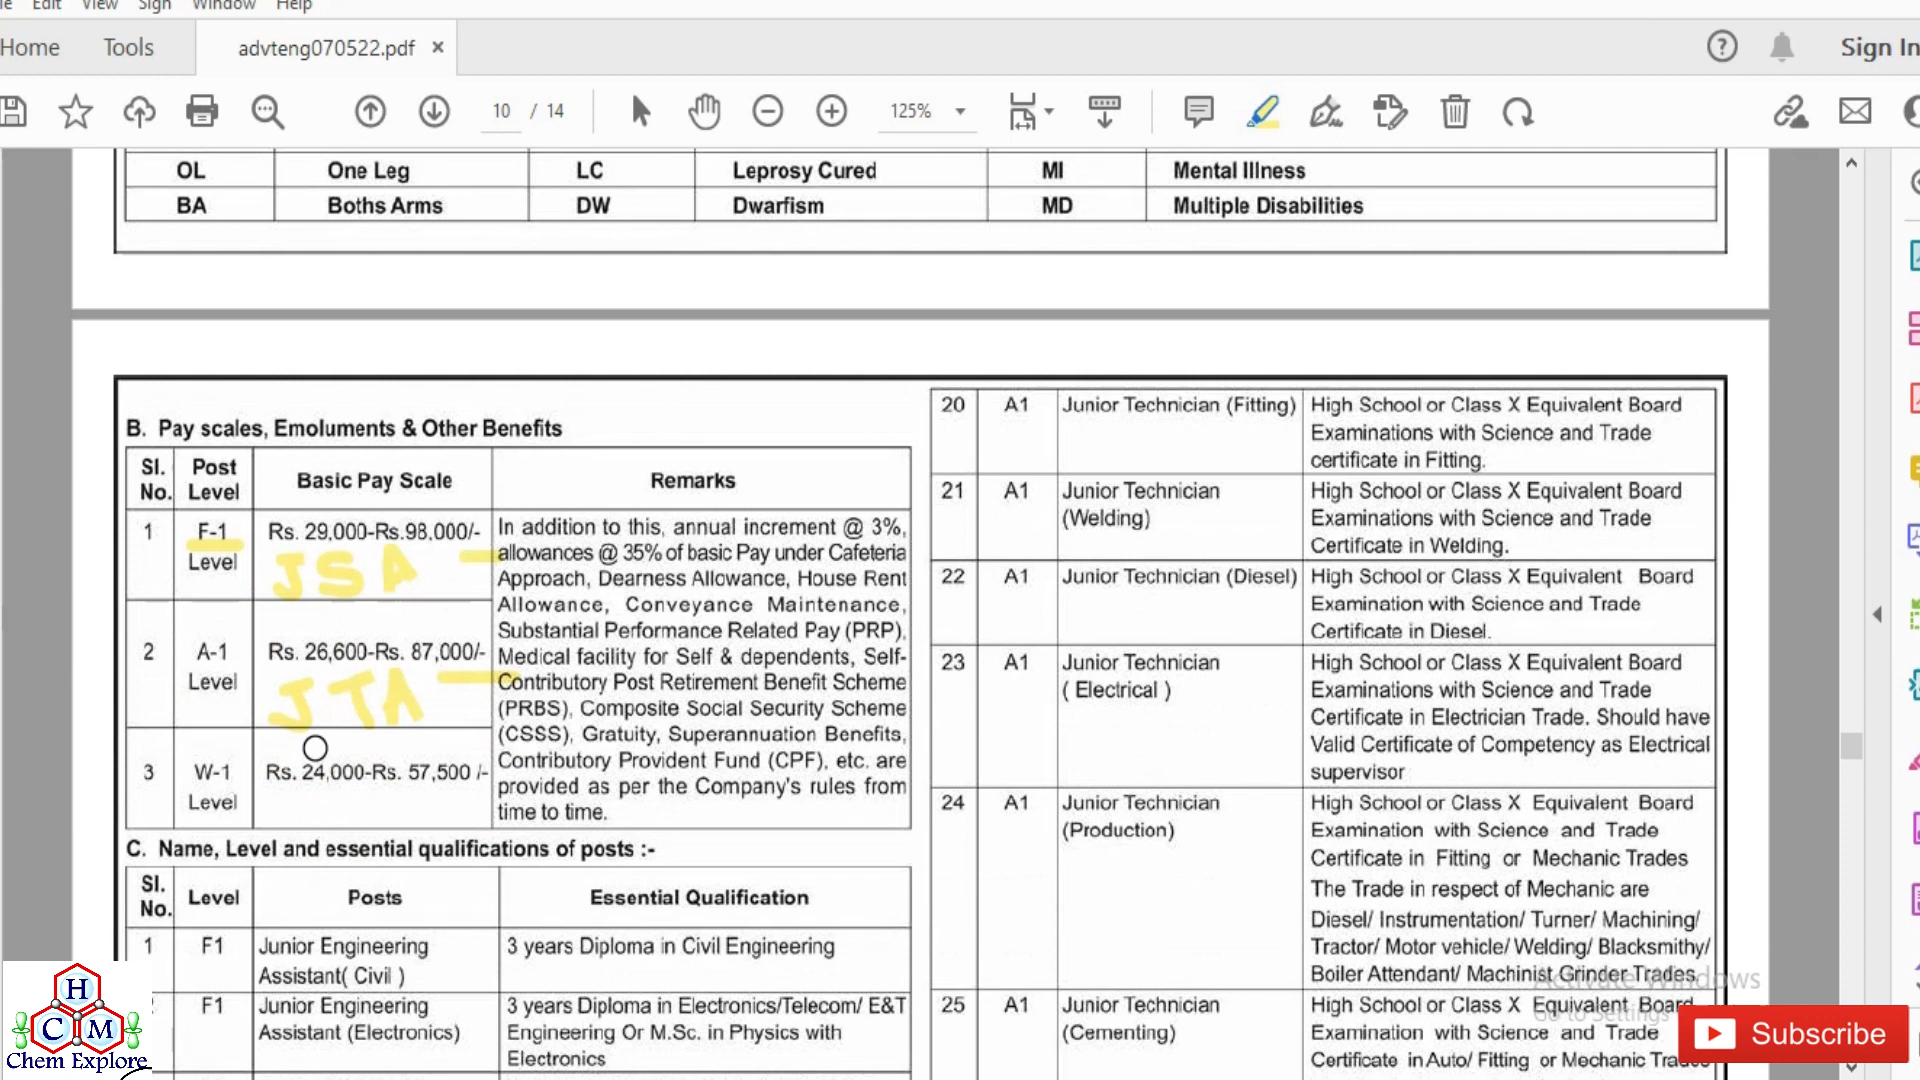 Edit View Sign Window Help
Home Tools advteng070522.pdf × ? Sign In
10 / 14 125%
OL One Leg LC Leprosy Cured MI Mental Illness
BA Boths Arms DW Dwarfism MD Multiple Disabilities
B. Pay scales, Emoluments & Other Benefits
Sl. No. Post Level Basic Pay Scale Remarks
1 F-1 Level Rs. 29,000-Rs.98,000/-
JSA
2 A-1 Level Rs. 26,600-Rs. 87,000/-
JTA
3 W-1 Level Rs. 24,000-Rs. 57,500 /-
In addition to this, annual increment @ 3%,
allowances @ 35% of basic Pay under Cafeteria
Approach, Dearness Allowance, House Rent
Allowance, Conveyance Maintenance,
Substantial Performance Related Pay (PRP),
Medical facility for Self & dependents, Self-
Contributory Post Retirement Benefit Scheme
(PRBS), Composite Social Security Scheme
(CSSS), Gratuity, Superannuation Benefits,
Contributory Provident Fund (CPF), etc. are
provided as per the Company's rules from
time to time.
C. Name, Level and essential qualifications of posts :-
Sl. No. Level Posts Essential Qualification
1 F1 Junior Engineering 3 years Diploma in Civil Engineering
Assistant( Civil )
F1 Junior Engineering 3 years Diploma in Electronics/Telecom/ E&T
Assistant (Electronics) Engineering Or M.Sc. in Physics with
Electronics
20 A1 Junior Technician (Fitting) High School or Class X Equivalent Board
Examinations with Science and Trade
certificate in Fitting.
21 A1 Junior Technician High School or Class X Equivalent Board
(Welding) Examinations with Science and Trade
Certificate in Welding.
22 A1 Junior Technician (Diesel) High School or Class X Equivalent Board
Examination with Science and Trade
Certificate in Diesel.
23 A1 Junior Technician High School or Class X Equivalent Board
( Electrical ) Examinations with Science and Trade
Certificate in Electrician Trade. Should have
Valid Certificate of Competency as Electrical
supervisor
24 A1 Junior Technician High School or Class X Equivalent Board
(Production) Examination with Science and Trade
Certificate in Fitting or Mechanic Trades
The Trade in respect of Mechanic are
Diesel/ Instrumentation/ Turner/ Machining/
Tractor/ Motor vehicle/ Welding/ Blacksmithy/
Boiler Attendant/ Machinist Grinder Trades
25 A1 Junior Technician High School or Class X Equivalent Board
(Cementing) Examination with Science and Trade
Certificate in Auto/ Fitting or Mechanic
Activate Windows
Go to Settings
H
C M
Chem Explore
Subscribe